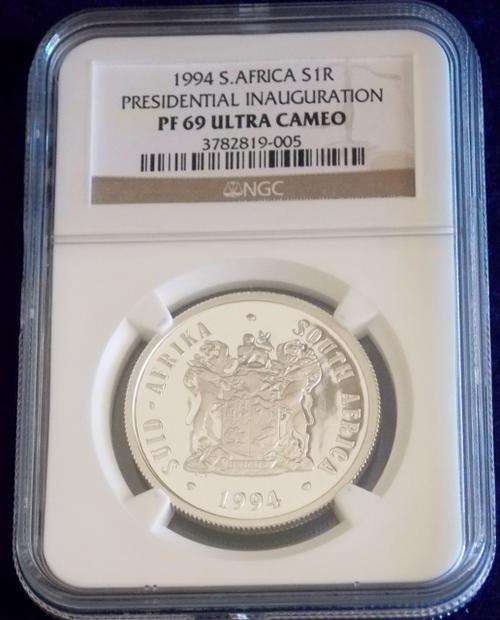 1994 S.AFRICA S1R
PRESIDENTIAL INAUGURATION
PF 69 ULTRA CAMEO
3782819-005
NGC
SUID-AFRIKA
SOUTH AFRICA
1994